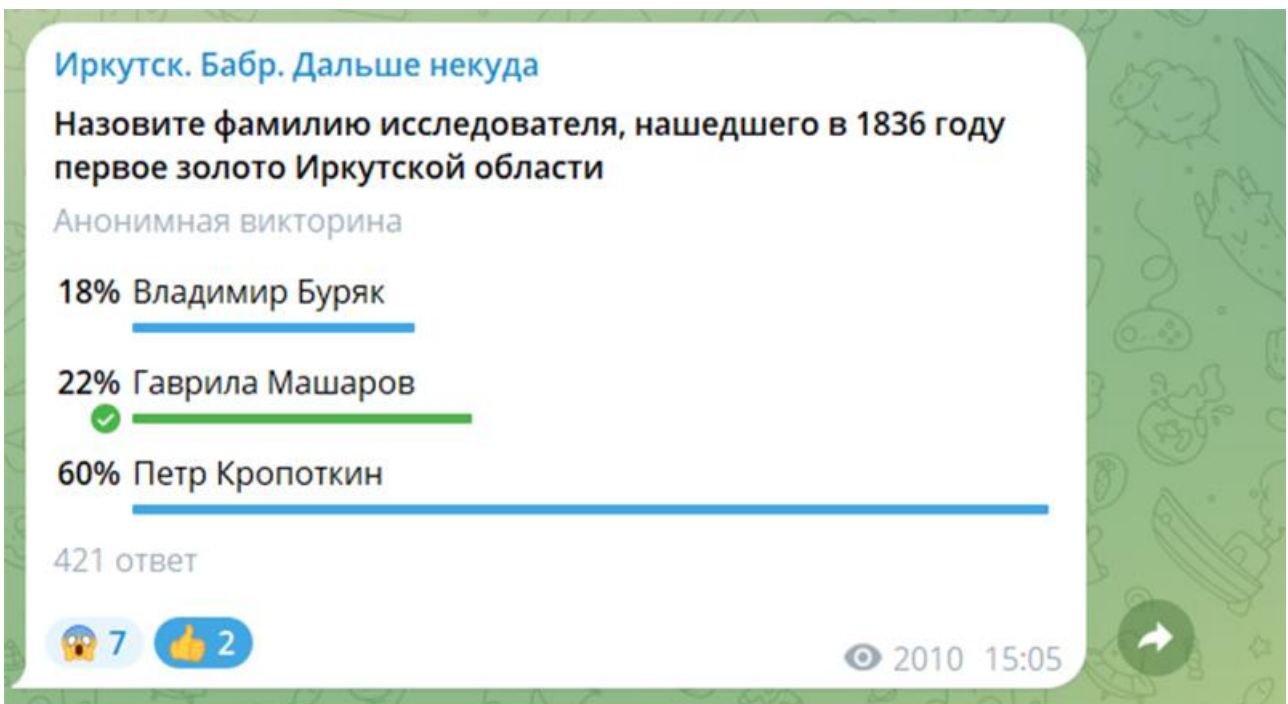 Иркутск. Бабр. Дальше некуда
Назовите фамилию исследователя, нашедшего в 1836 году
первое золото Иркутской области
Анонимная викторина
18% Владимир Буряк
22% Гаврила Машаров
60% Петр Кропоткин
421 ответ
7 2
2010 15:05